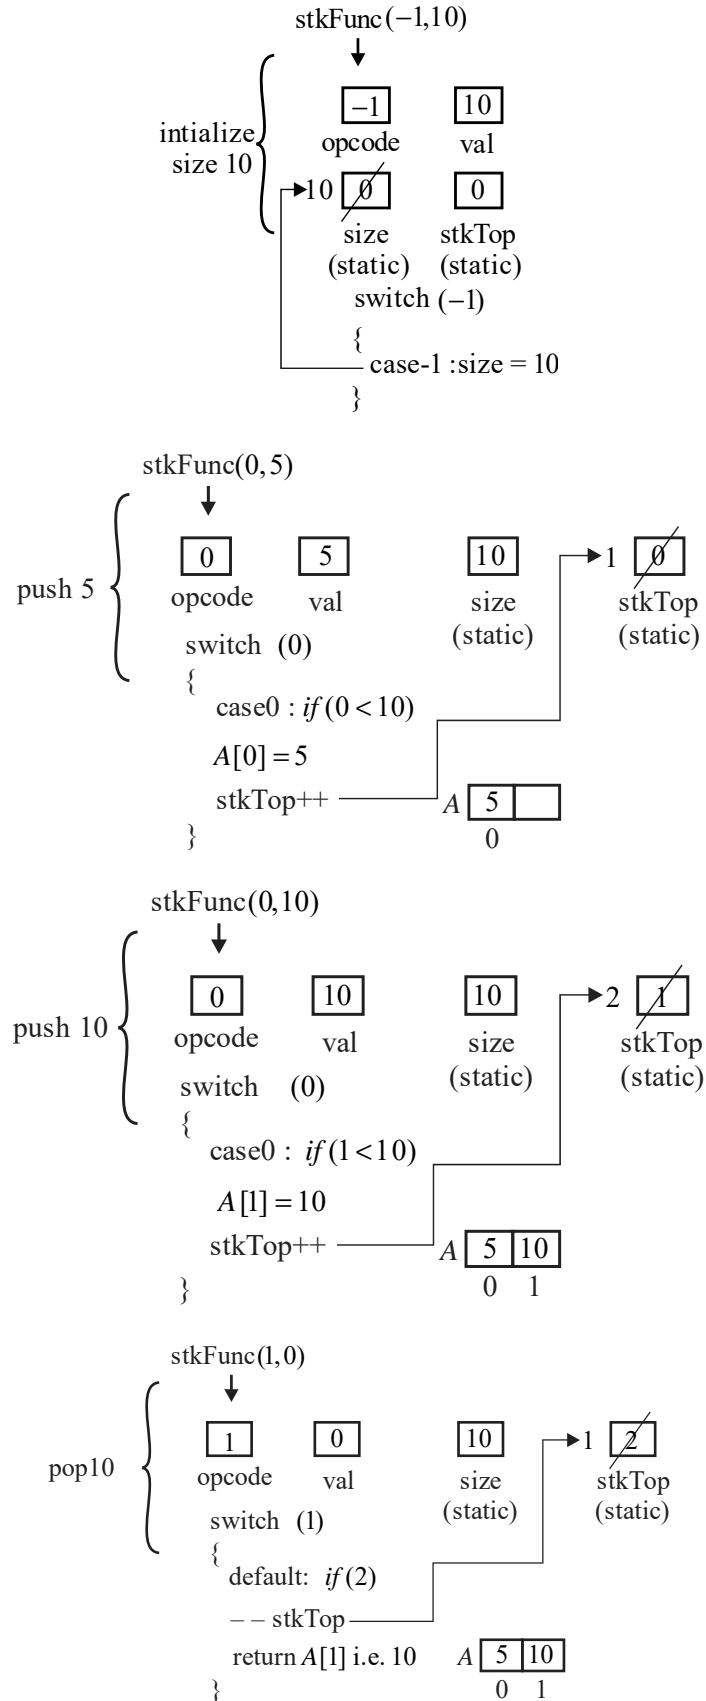 stkFunc(−1,10)
−1 10
intialize
size 10
opcode val
10 0 0
size stkTop
(static) (static)
switch (−1)
{
case-1 :size = 10
}
stkFunc(0,5)
0 5 10 1 0
push 5
opcode val size stkTop
(static) (static)
switch (0)
{
case0 : if(0<10)
A[0]=5
stkTop++ A 5
} 0
stkFunc(0,10)
0 10 10 2 1
push 10
opcode val size stkTop
(static) (static)
switch (0)
{
case0 : if(1<10)
A[1]=10
stkTop++ A 5 10
} 0 1
stkFunc(1,0)
1 0 10 1 2
pop10
opcode val size stkTop
(static) (static)
switch (1)
{
default: if(2)
– – stkTop
return A[1] i.e. 10 A 5 10
} 0 1